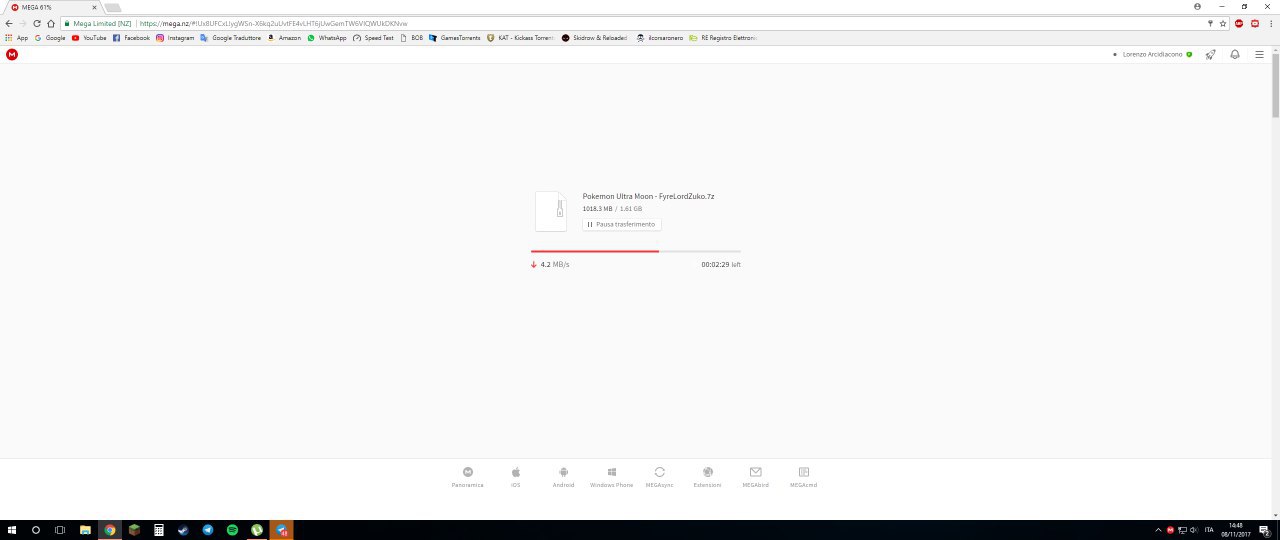 MEGA 61%
Mega Limited [NZ] https://mega.nz/
App Google YouTube Facebook Instagram Google Traduttore Amazon WhatsApp Speed Test BOB GamesTorrents KAT - Kickass Torrent Skidrow & Reloaded ilcorsaronero RE Registro Elettroni
Lorenzo Arcidiacono
Pokemon Ultra Moon - FyreLordZuko.7z
1018.3 MB / 1.61 GB
Pausa trasferimento
4.2 MB/s 00:02:29 left
Panoramica iOS Android Windows Phone MEGAsync Estensioni MEGAbird MEGAcmd
ITA 14:48
08/11/2017